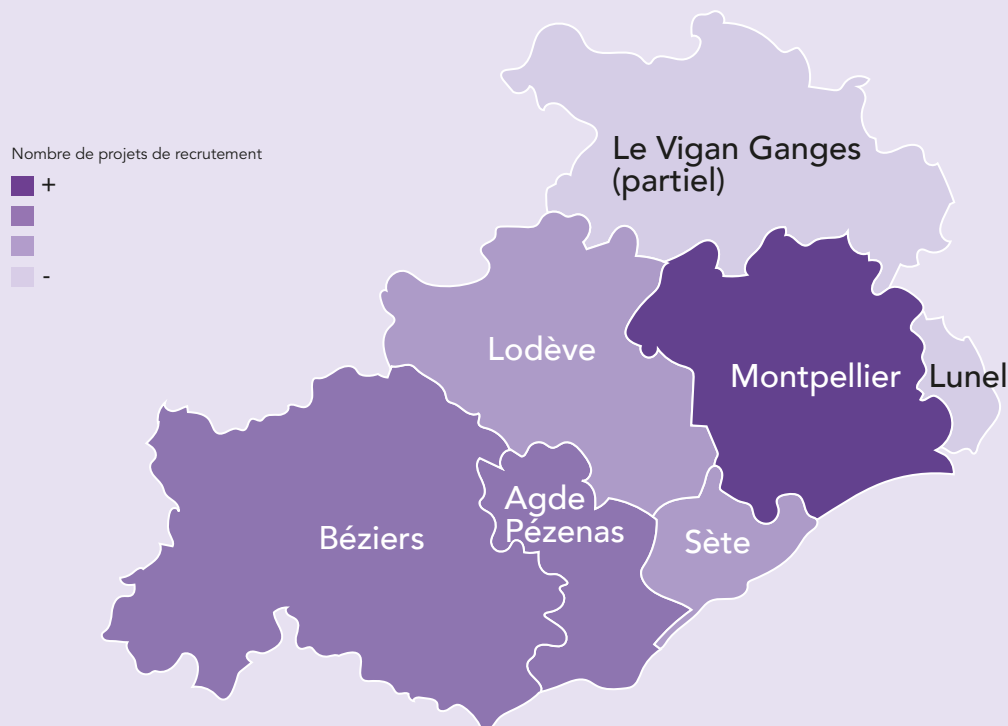 Nombre de projets de recrutement
+
-
Le Vigan Ganges
(partiel)
Lodève
Montpellier
Lunel
Agde
Pézenas
Béziers
Sète